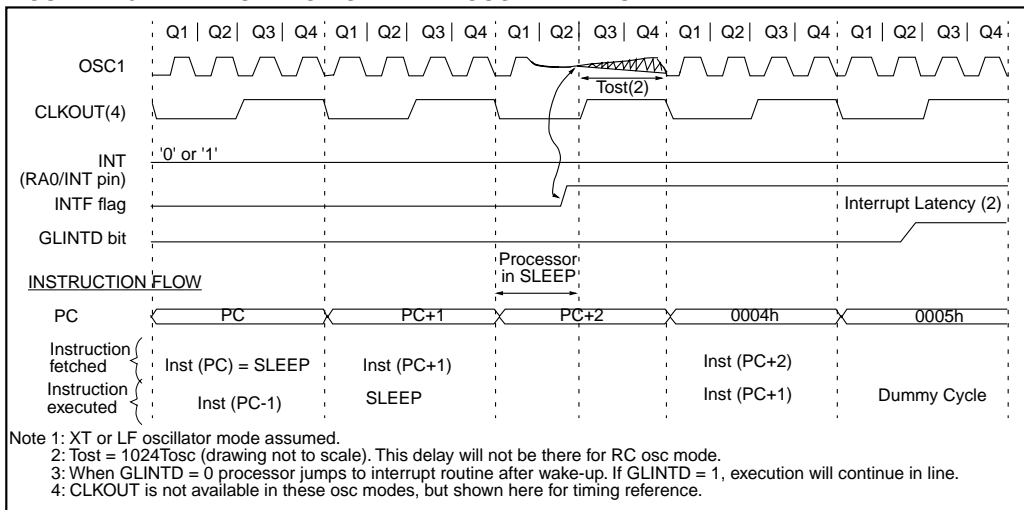 Q1 | Q2 | Q3 | Q4 Q1 | Q2 | Q3 | Q4 Q1 | Q2 | Q3 | Q4 Q1 | Q2 | Q3 | Q4 Q1 | Q2 | Q3 | Q4
OSC1
Tost(2)
CLKOUT(4)
INT
'0' or '1'
(RA0/INT pin)
INTF flag
Interrupt Latency (2)
GLINTD bit
Processor
in SLEEP
INSTRUCTION FLOW
PC PC PC+1 PC+2 0004h 0005h
Instruction
fetched
Inst (PC) = SLEEP Inst (PC+1) Inst (PC+2)
Instruction
executed
Inst (PC-1) SLEEP Inst (PC+1) Dummy Cycle
Note 1: XT or LF oscillator mode assumed.
2: Tost = 1024Tosc (drawing not to scale). This delay will not be there for RC osc mode.
3: When GLINTD = 0 processor jumps to interrupt routine after wake-up. If GLINTD = 1, execution will continue in line.
4: CLKOUT is not available in these osc modes, but shown here for timing reference.